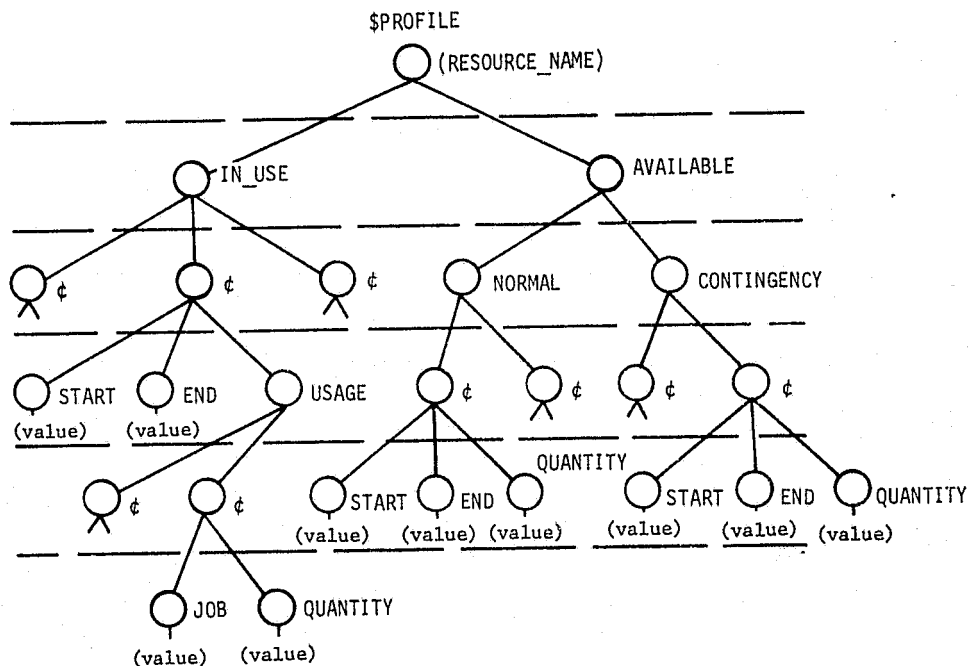 $PROFILE
(RESOURCE_NAME)
IN_USE AVAILABLE
¢ ¢ ¢ NORMAL CONTINGENCY
START END USAGE ¢ ¢ ¢ ¢
(value) (value)
QUANTITY
¢ ¢ START END START END QUANTITY
(value) (value) (value) (value) (value) (value)
JOB QUANTITY
(value) (value)